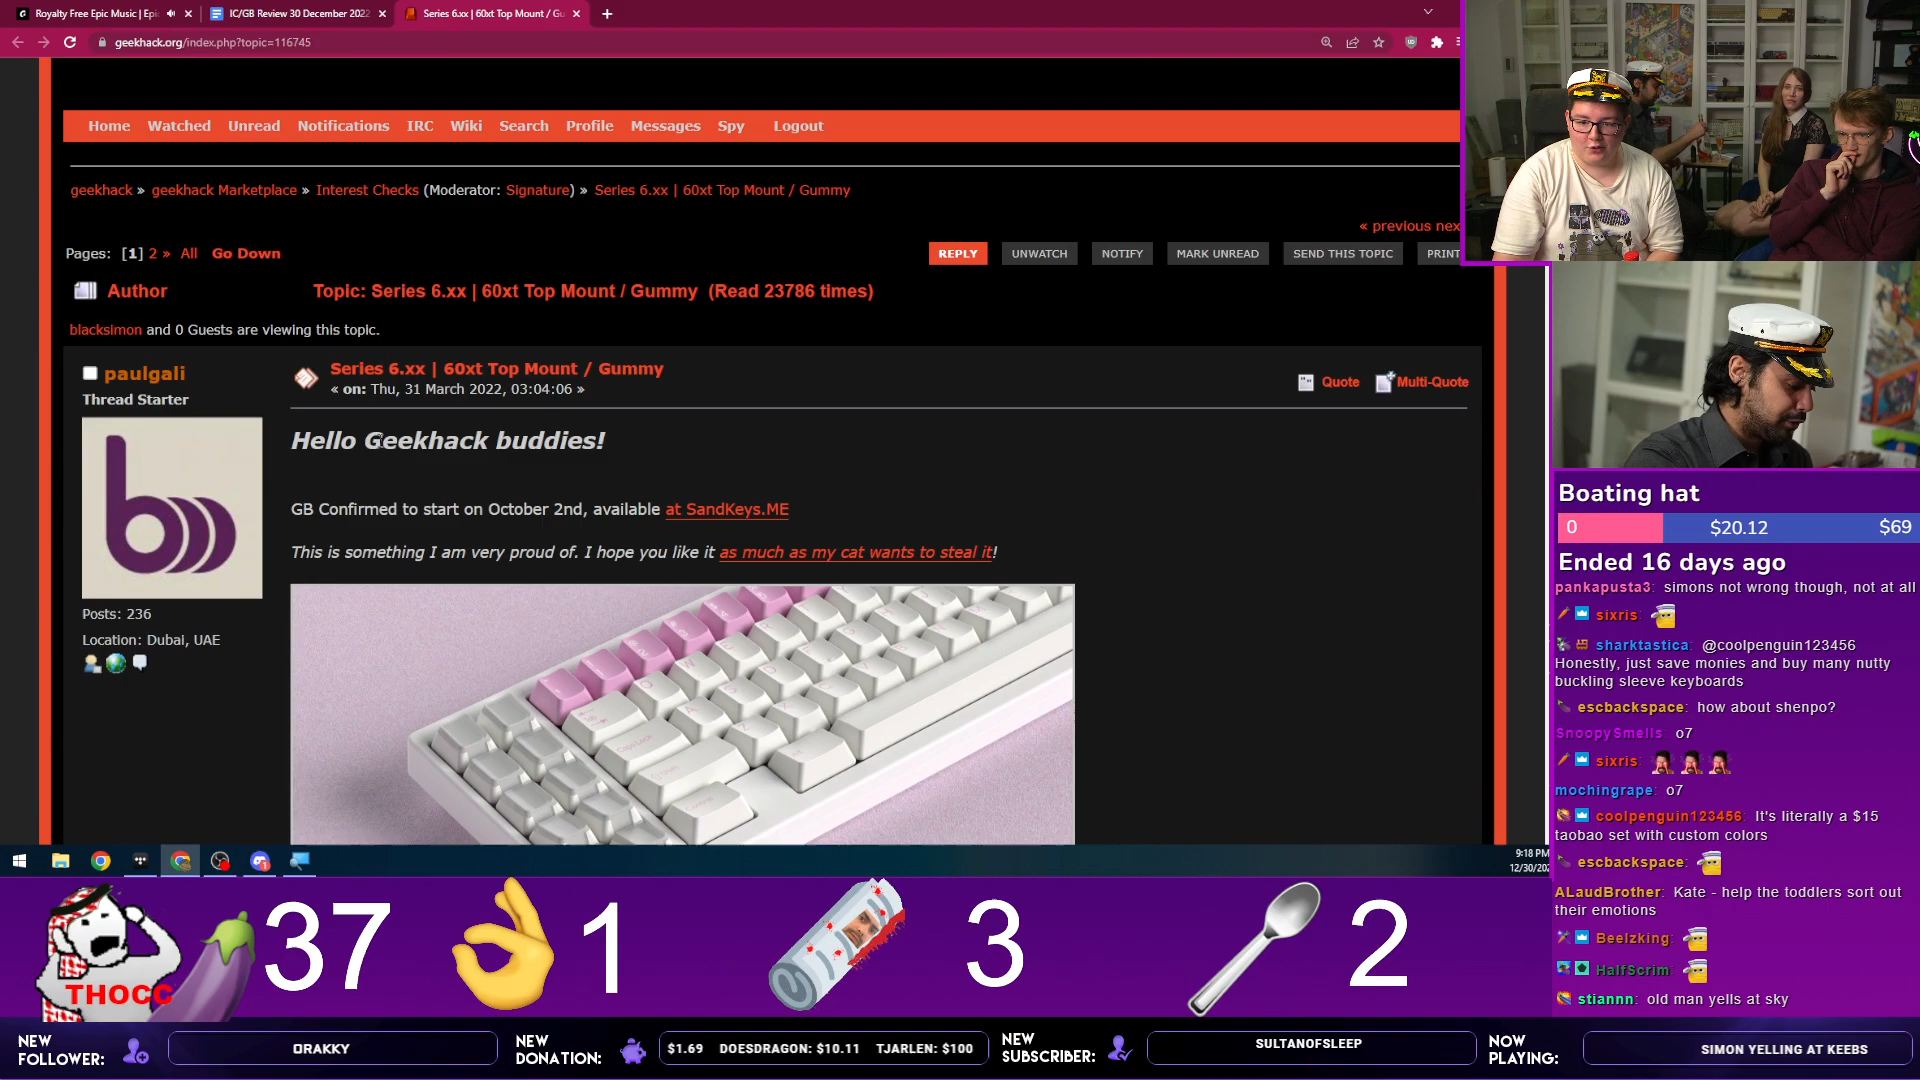 Royalty Free Epic Music | Epi
IC/GB Review 30 December 2022
Series 6.xx | 60xt Top Mount / Gu
geekhack.org/index.php?topic=116745
Home Watched Unread Notifications IRC Wiki Search Profile Messages Spy Logout
geekhack » geekhack Marketplace » Interest Checks (Moderator: Signature) » Series 6.xx | 60xt Top Mount / Gummy
« previous nex
Pages: [1] 2 » All Go Down
REPLY UNWATCH NOTIFY MARK UNREAD SEND THIS TOPIC PRINT
Author Topic: Series 6.xx | 60xt Top Mount / Gummy (Read 23786 times)
blacksimon and 0 Guests are viewing this topic.
paulgali
Thread Starter
Series 6.xx | 60xt Top Mount / Gummy
« on: Thu, 31 March 2022, 03:04:06 »
Quote Multi-Quote
Hello Geekhack buddies!
GB Confirmed to start on October 2nd, available at SandKeys.ME
This is something I am very proud of. I hope you like it as much as my cat wants to steal it!
Posts: 236
Location: Dubai, UAE
9:18 PM
12/30/202
Boating hat
0 $20.12 $69
Ended 16 days ago
pankapusta3: simons not wrong though, not at all
sixris:
sharktastica: @coolpenguin123456
Honestly, just save monies and buy many nutty
buckling sleeve keyboards
escbackspace: how about shenpo?
SnoopySmells o7
sixris:
mochingrape: o7
coolpenguin123456: It's literally a $15
taobao set with custom colors
escbackspace:
ALaudBrother: Kate - help the toddlers sort out
their emotions
Beelzking:
HalfScrim
stiannn: old man yells at sky
THOCC 37 1 3 2
NEW FOLLOWER: DRAKKY
NEW DONATION: $1.69 DOESDRAGON: $10.11 TJARLEN: $100
NEW SUBSCRIBER: SULTANOFSLEEP
NOW PLAYING: SIMON YELLING AT KEEBS